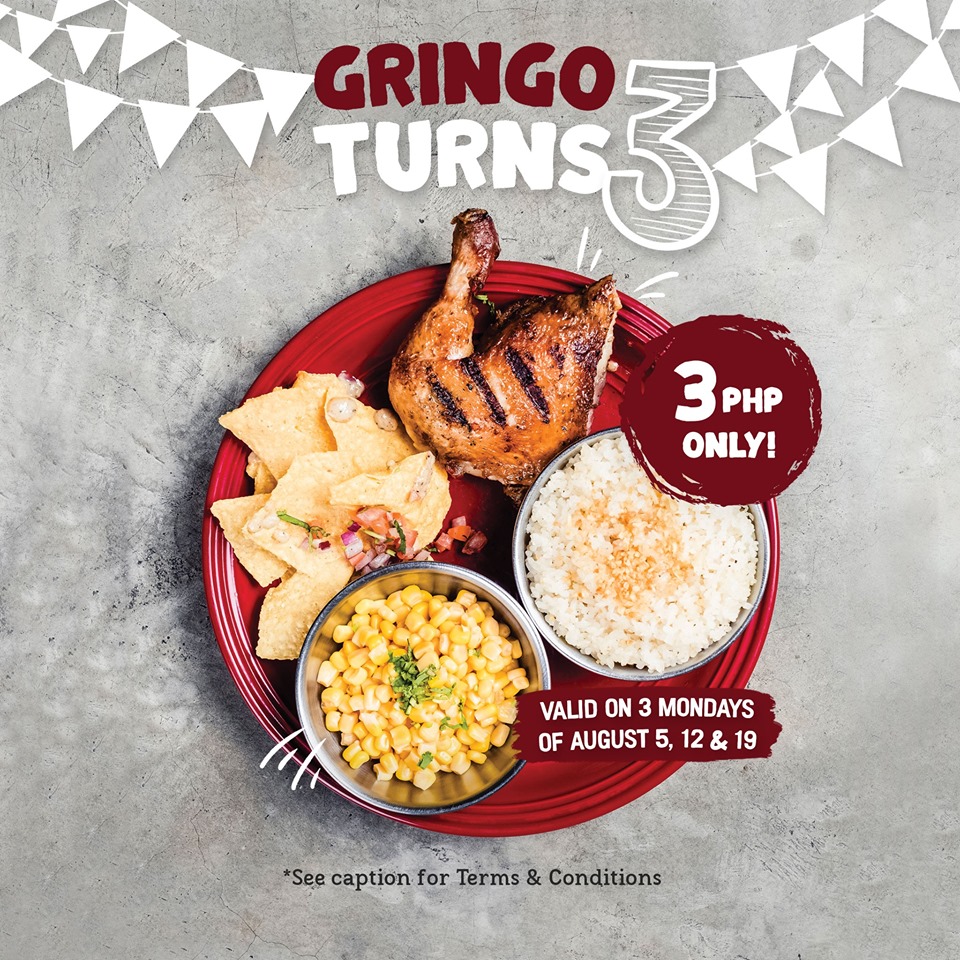 GRINGO
TURNS 3
3 PHP
ONLY!
VALID ON 3 MONDAYS
OF AUGUST 5, 12 & 19
*See caption for Terms & Conditions